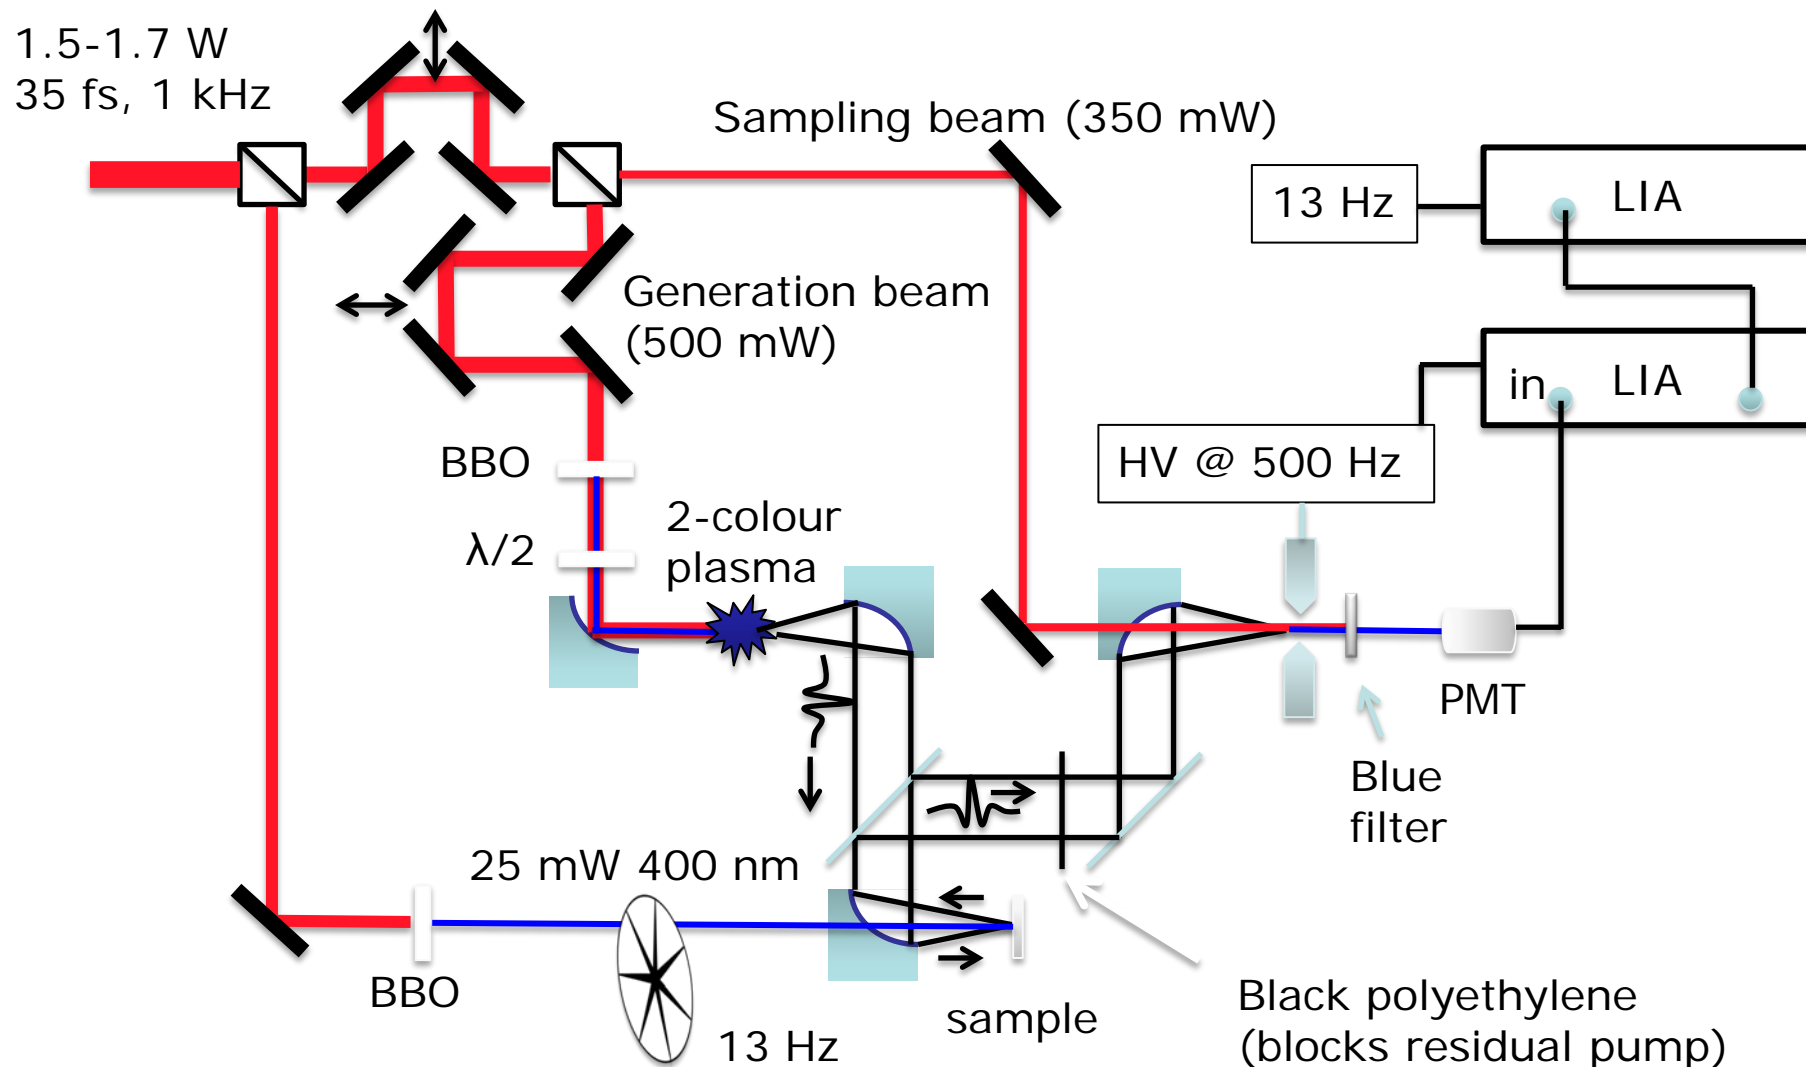 1.5-1.7 W
35 fs, 1 kHz
Sampling beam (350 mW)
13 Hz
LIA
Generation beam
(500 mW)
in
LIA
BBO
HV @ 500 Hz
2-colour
plasma
λ/2
PMT
Blue
filter
25 mW 400 nm
BBO
sample
13 Hz
Black polyethylene
(blocks residual pump)